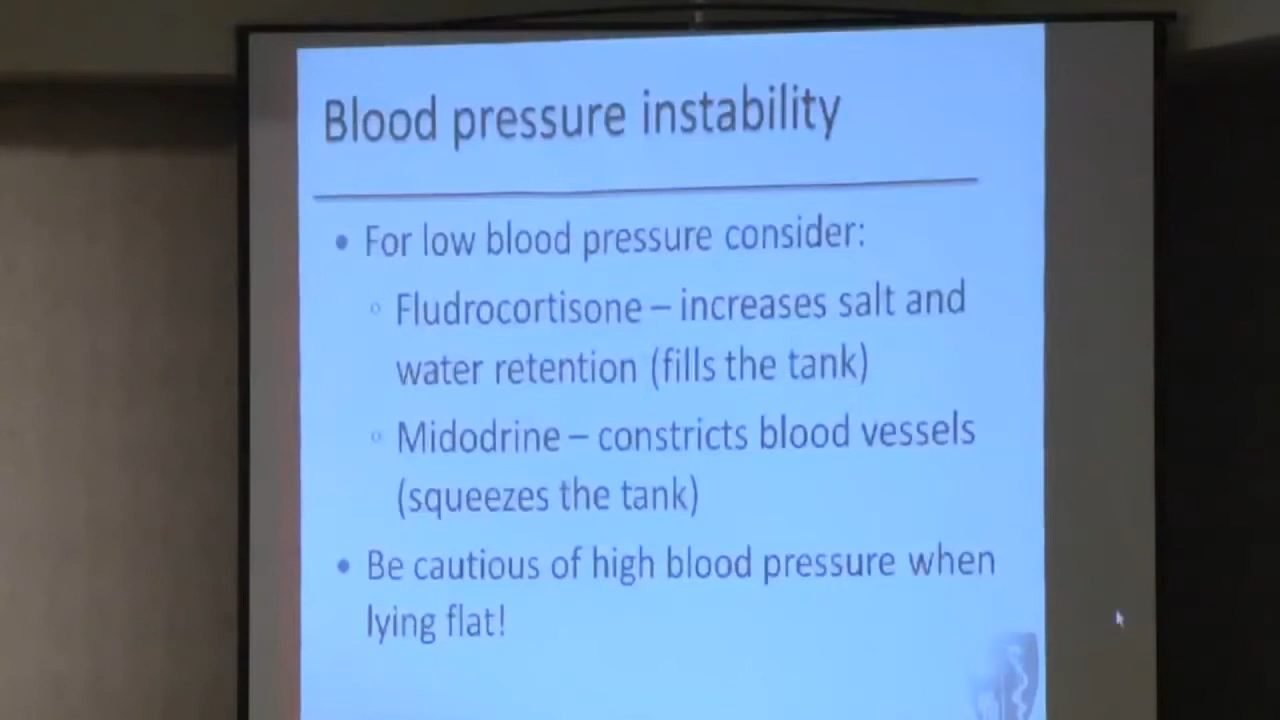 Blood pressure instability
• For low blood pressure consider:
◦ Fludrocortisone – increases salt and
water retention (fills the tank)
◦ Midodrine – constricts blood vessels
(squeezes the tank)
• Be cautious of high blood pressure when
lying flat!